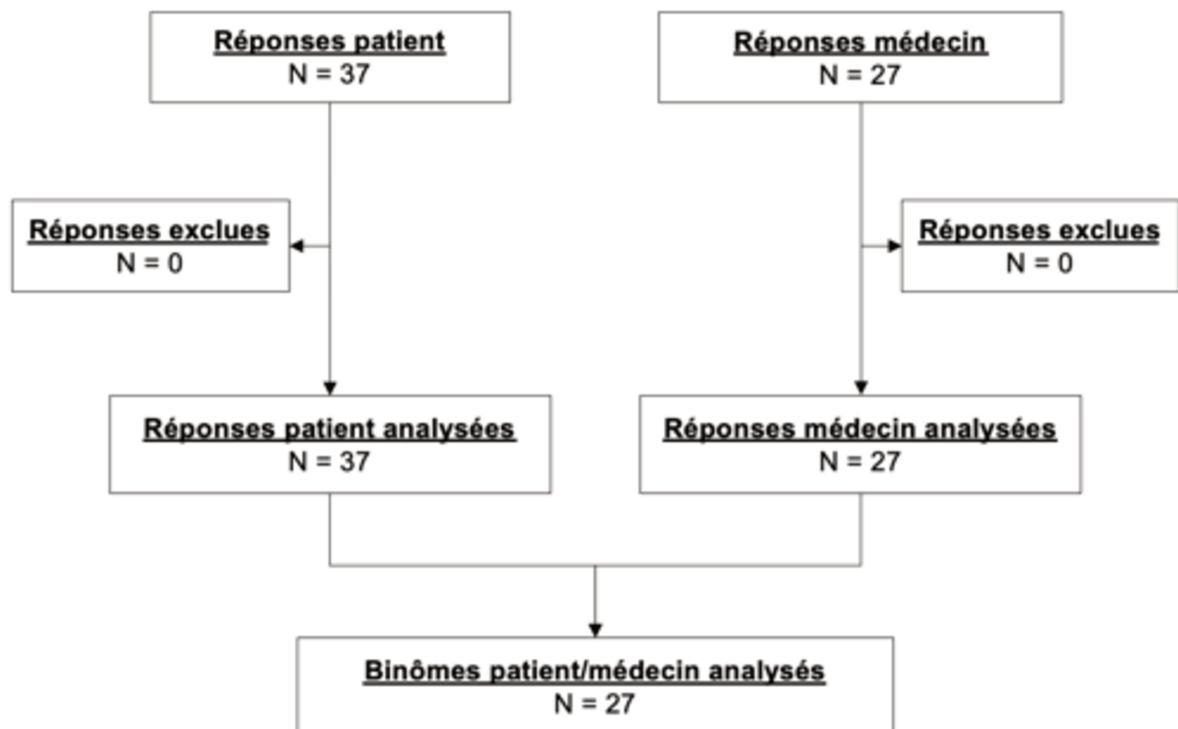 Réponses patient
N = 37
Réponses médecin
N = 27
Réponses exclues
N = 0
Réponses exclues
N = 0
Réponses patient analysées
N = 37
Réponses médecin analysées
N = 27
Binômes patient/médecin analysés
N = 27